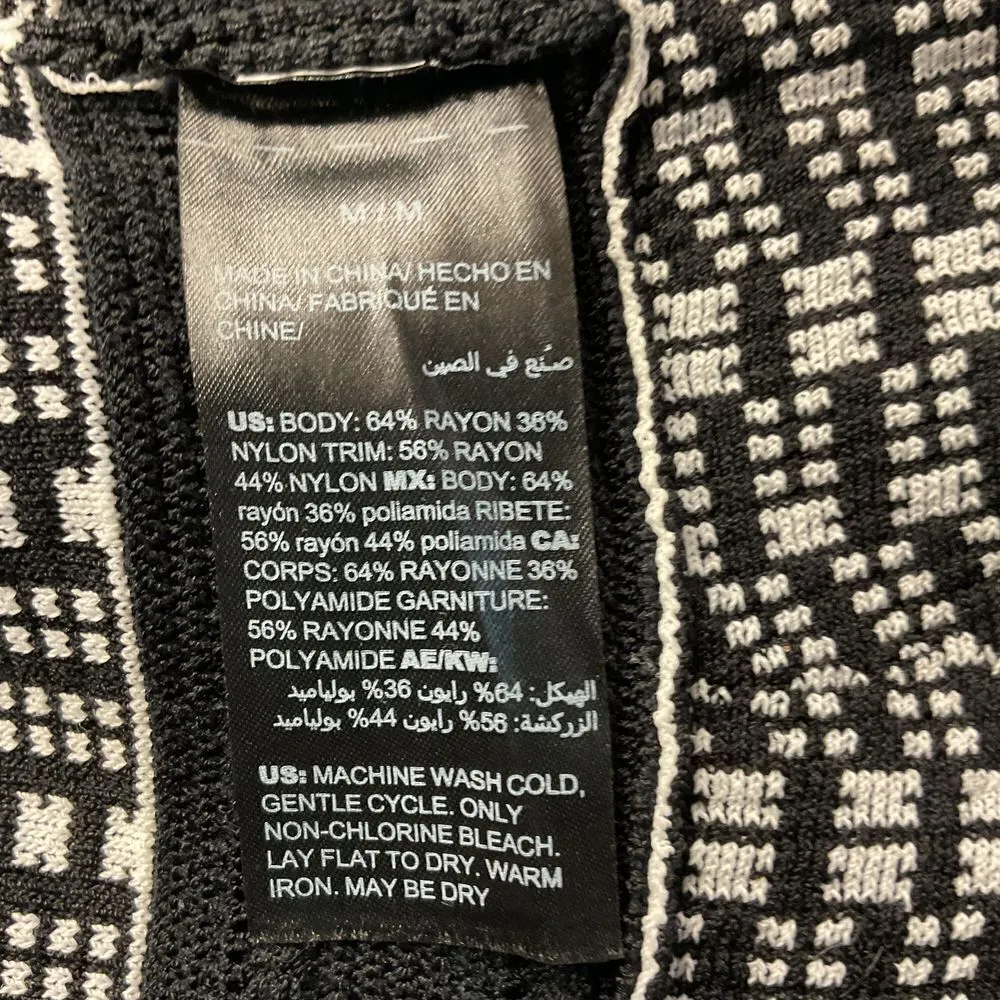 M / M
MADE IN CHINA/ HECHO EN
CHINA/ FABRIQUÉ EN
CHINE/
صُنع في الصين
US: BODY: 64% RAYON 36%
NYLON TRIM: 56% RAYON
44% NYLON MX: BODY: 64%
rayón 36% poliamida RIBETE:
56% rayón 44% poliamida CA:
CORPS: 64% RAYONNE 36%
POLYAMIDE GARNITURE:
56% RAYONNE 44%
POLYAMIDE AE/KW:
الهيكل: 64% رايون 36% بولياميد
الزركشة: 56% رايون 44% بولياميد
US: MACHINE WASH COLD,
GENTLE CYCLE. ONLY
NON-CHLORINE BLEACH.
LAY FLAT TO DRY. WARM
IRON. MAY BE DRY